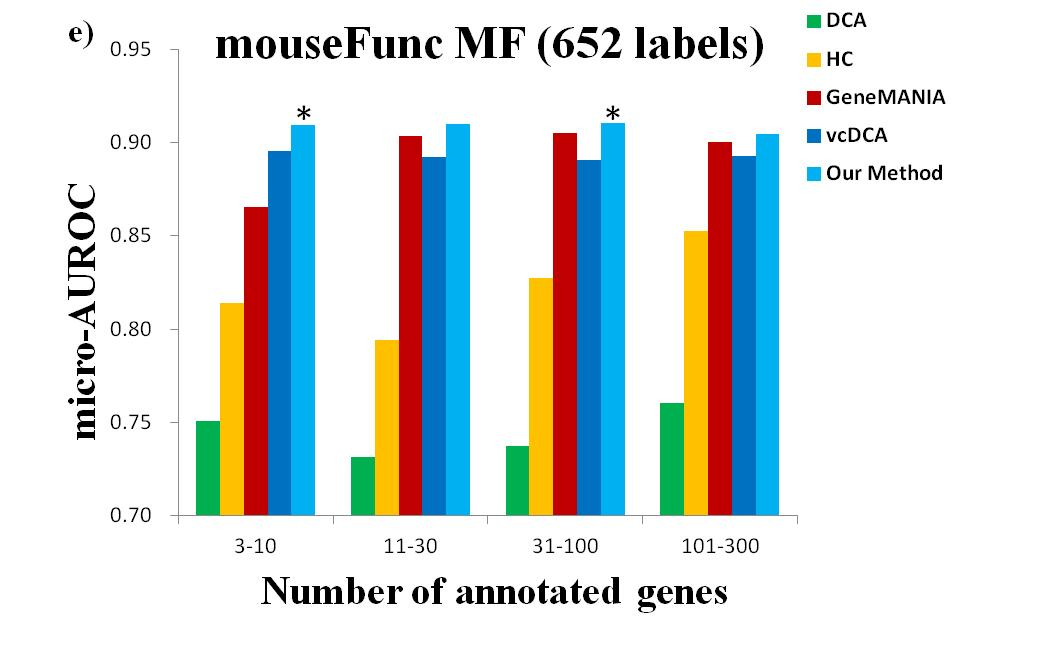 e)
mouseFunc MF (652 labels)
DCA
HC
GeneMANIA
vcDCA
Our Method
micro-AUROC
0.95
0.90
0.85
0.80
0.75
0.70
*
*
3-10
11-30
31-100
101-300
Number of annotated genes